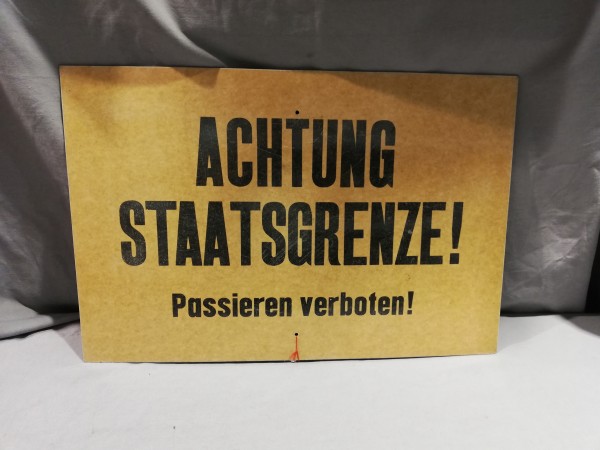 ACHTUNG
STAATSGRENZE!
Passieren verboten!